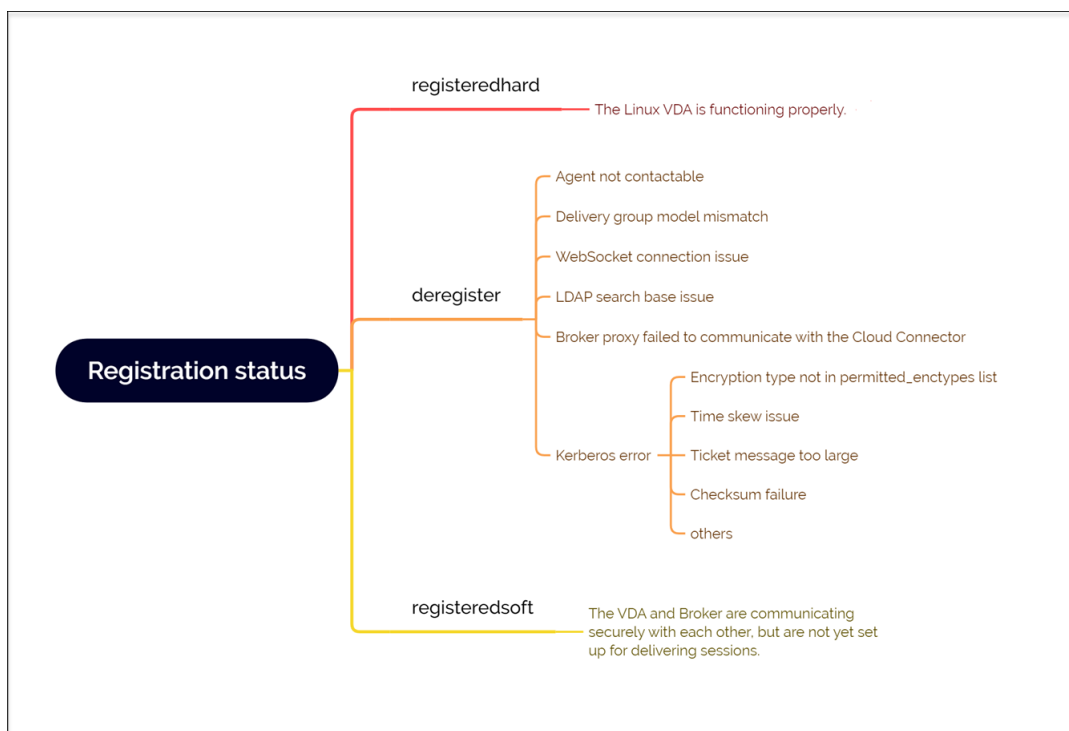 registeredhard
The Linux VDA is functioning properly.
Agent not contactable
Delivery group model mismatch
WebSocket connection issue
deregister
LDAP search base issue
Broker proxy failed to communicate with the Cloud Connector
Registration status
Encryption type not in permitted_enctypes list
Time skew issue
Kerberos error
Ticket message too large
Checksum failure
others
registeredsoft
The VDA and Broker are communicating
securely with each other, but are not yet set
up for delivering sessions.